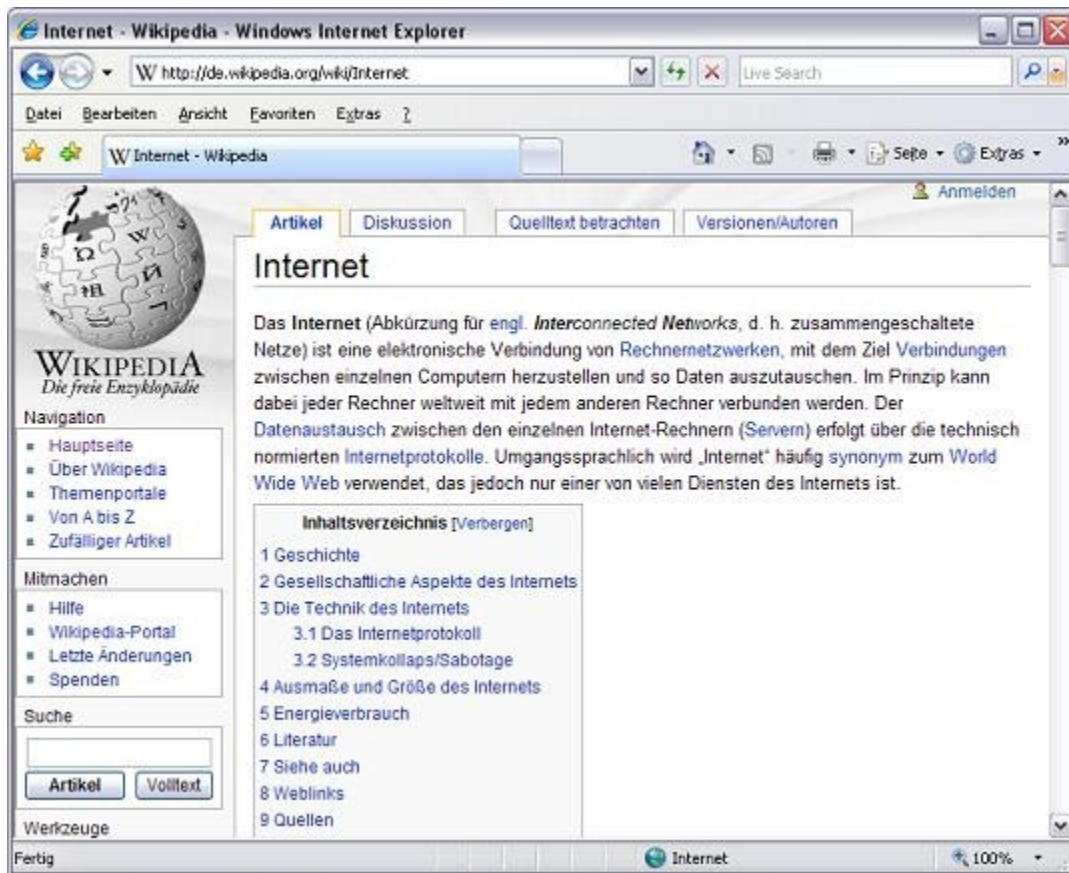 Internet - Wikipedia - Windows Internet Explorer
W http://de.wikipedia.org/wiki/Internet
Live Search
Datei Bearbeiten Ansicht Favoriten Extras ?
W Internet - Wikipedia
Seite Extras
Anmelden
Artikel Diskussion Quelltext betrachten Versionen/Autoren
Internet
Das Internet (Abkürzung für engl. Interconnected Networks, d. h. zusammengeschaltete
Netze) ist eine elektronische Verbindung von Rechnernetzwerken, mit dem Ziel Verbindungen
zwischen einzelnen Computern herzustellen und so Daten auszutauschen. Im Prinzip kann
dabei jeder Rechner weltweit mit jedem anderen Rechner verbunden werden. Der
Datenaustausch zwischen den einzelnen Internet-Rechnern (Servern) erfolgt über die technisch
normierten Internetprotokolle. Umgangssprachlich wird „Internet“ häufig synonym zum World
Wide Web verwendet, das jedoch nur einer von vielen Diensten des Internets ist.
Inhaltsverzeichnis [Verbergen]
1 Geschichte
2 Gesellschaftliche Aspekte des Internets
3 Die Technik des Internets
3.1 Das Internetprotokoll
3.2 Systemkollaps/Sabotage
4 Ausmaße und Größe des Internets
5 Energieverbrauch
6 Literatur
7 Siehe auch
8 Weblinks
9 Quellen
WIKIPEDIA
Die freie Enzyklopädie
Navigation
Hauptseite
Über Wikipedia
Themenportale
Von A bis Z
Zufälliger Artikel
Mitmachen
Hilfe
Wikipedia-Portal
Letzte Änderungen
Spenden
Suche
Artikel Volltext
Werkzeuge
Fertig Internet 100%